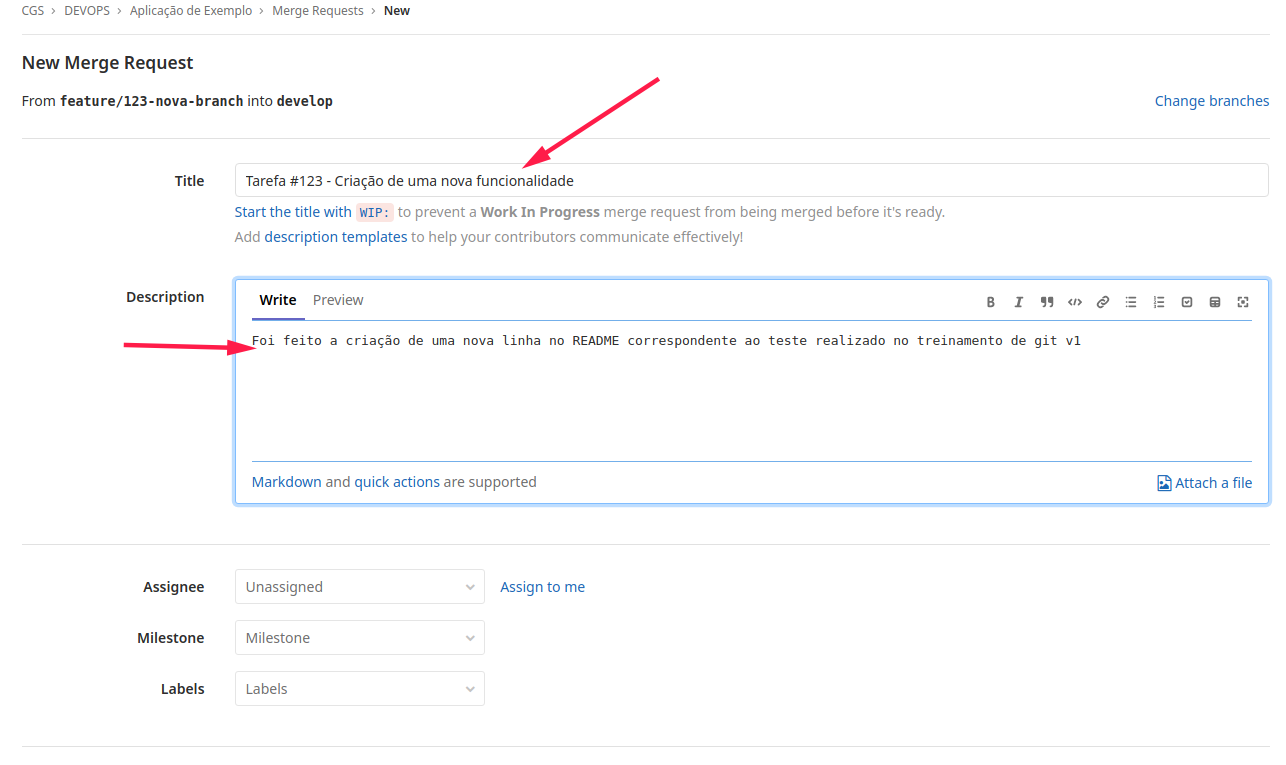 CGS › DEVOPS › Aplicação de Exemplo › Merge Requests › New
New Merge Request
From feature/123-nova-branch into develop
Change branches
Title
Tarefa #123 - Criação de uma nova funcionalidade
Start the title with WIP: to prevent a Work In Progress merge request from being merged before it's ready.
Add description templates to help your contributors communicate effectively!
Description
Write Preview
Foi feito a criação de uma nova linha no README correspondente ao teste realizado no treinamento de git v1
Markdown and quick actions are supported
Attach a file
Assignee
Unassigned
Assign to me
Milestone
Milestone
Labels
Labels